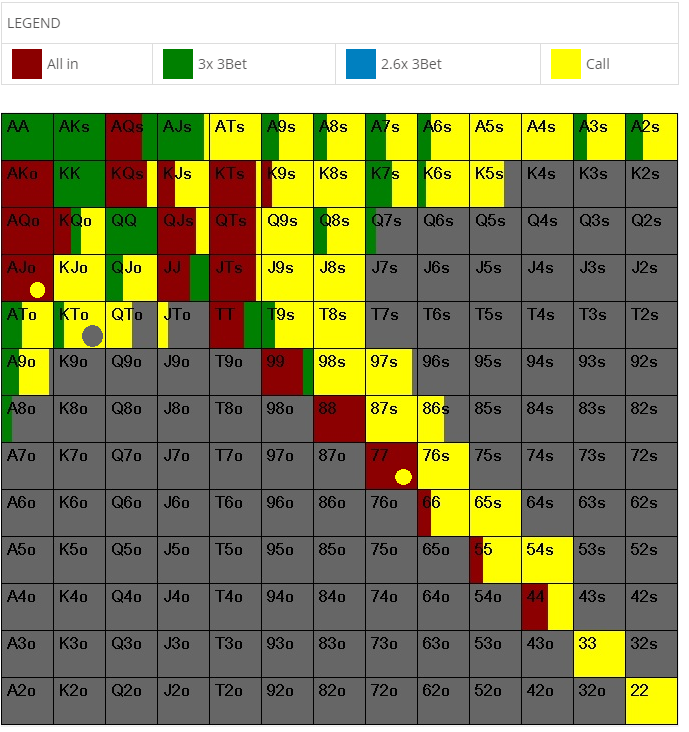 LEGEND
All in 3x 3Bet 2.6x 3Bet Call
AA AKs AQs AJs ATs A9s A8s A7s A6s A5s A4s A3s A2s
AKo KK KQs KJs KTs K9s K8s K7s K6s K5s K4s K3s K2s
AQo KQo QQ QJs QTs Q9s Q8s Q7s Q6s Q5s Q4s Q3s Q2s
AJo KJo QJo JJ JTs J9s J8s J7s J6s J5s J4s J3s J2s
ATo KTo QTo JTo TT T9s T8s T7s T6s T5s T4s T3s T2s
A9o K9o Q9o J9o T9o 99 98s 97s 96s 95s 94s 93s 92s
A8o K8o Q8o J8o T8o 98o 88 87s 86s 85s 84s 83s 82s
A7o K7o Q7o J7o T7o 97o 87o 77 76s 75s 74s 73s 72s
A6o K6o Q6o J6o T6o 96o 86o 76o 66 65s 64s 63s 62s
A5o K5o Q5o J5o T5o 95o 85o 75o 65o 55 54s 53s 52s
A4o K4o Q4o J4o T4o 94o 84o 74o 64o 54o 44 43s 42s
A3o K3o Q3o J3o T3o 93o 83o 73o 63o 53o 43o 33 32s
A2o K2o Q2o J2o T2o 92o 82o 72o 62o 52o 42o 32o 22